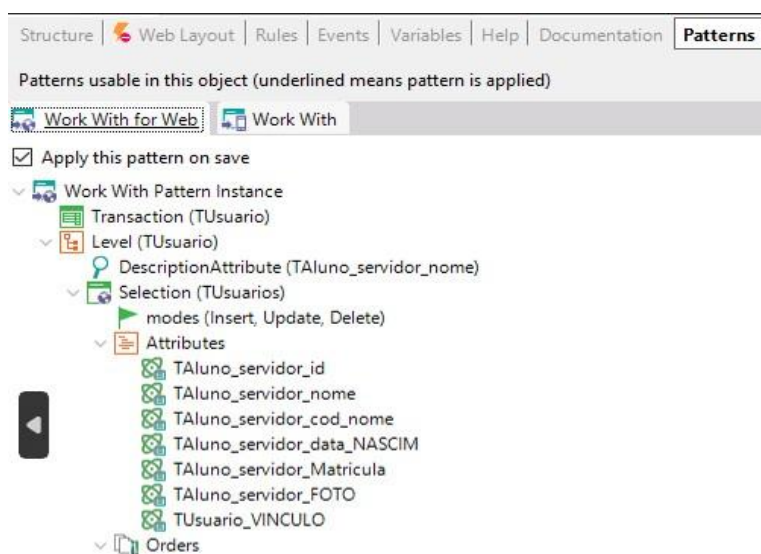 Structure | Web Layout | Rules | Events | Variables | Help | Documentation | Patterns
Patterns usable in this object (underlined means pattern is applied)
Work With for Web Work With
Apply this pattern on save
Work With Pattern Instance
Transaction (TUsuario)
Level (TUsuario)
DescriptionAttribute (TAluno_servidor_nome)
Selection (TUsuarios)
modes (Insert, Update, Delete)
Attributes
TAluno_servidor_id
TAluno_servidor_nome
TAluno_servidor_cod_nome
TAluno_servidor_data_NASCIM
TAluno_servidor_Matricula
TAluno_servidor_FOTO
TUsuario_VINCULO
Orders